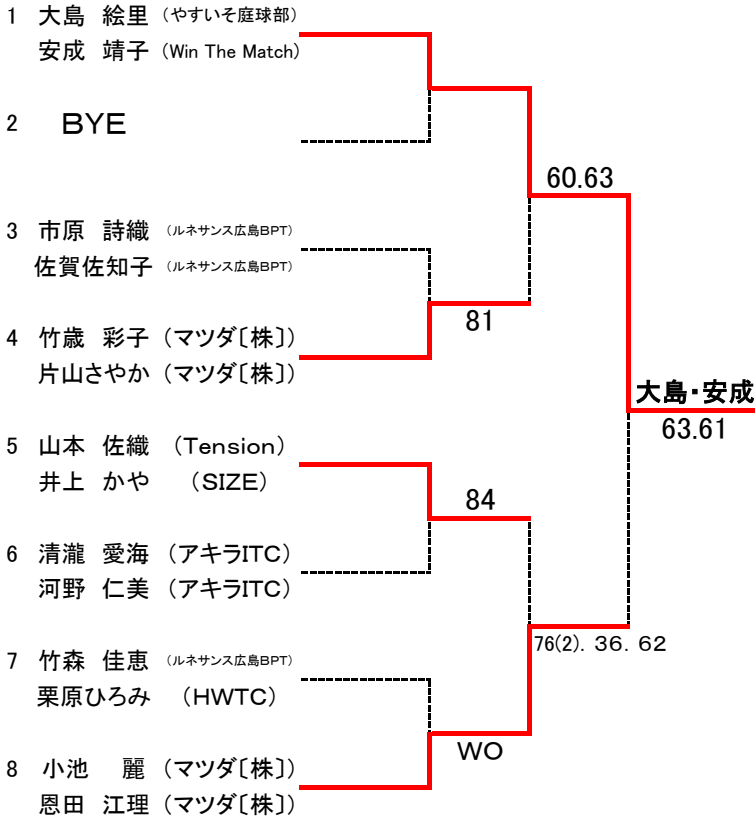 1 大島 絵里 (やすいそ庭球部)
安成 靖子 (Win The Match)
2 BYE
60.63
3 市原 詩織 (ルネサンス広島BPT)
佐賀佐知子 (ルネサンス広島BPT)
81
4 竹歳 彩子 (マツダ〔株〕)
片山さやか (マツダ〔株〕)
大島・安成
63.61
5 山本 佐織 (Tension)
井上 かや (SIZE)
84
6 清瀧 愛海 (アキラITC)
河野 仁美 (アキラITC)
76(2). 36. 62
7 竹森 佳恵 (ルネサンス広島BPT)
栗原ひろみ (HWTC)
WO
8 小池 麗 (マツダ〔株〕)
恩田 江理 (マツダ〔株〕)